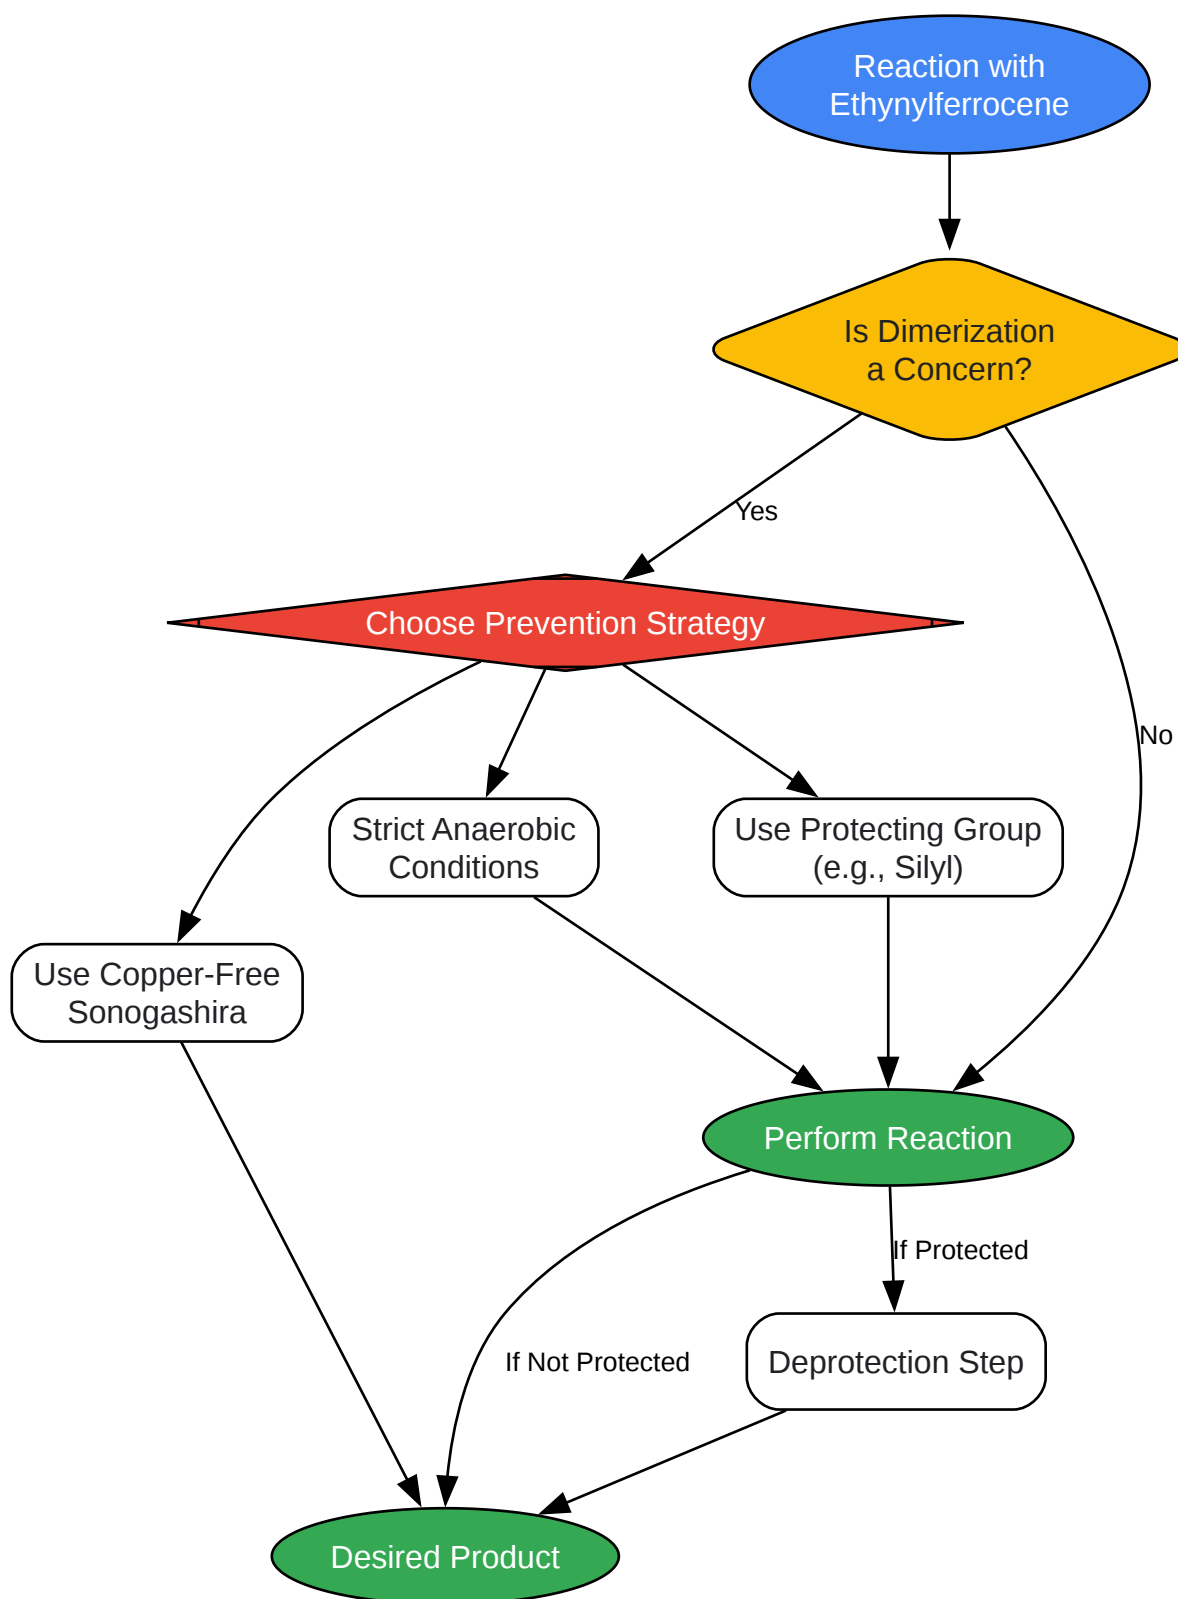 Reaction with
Ethynylferrocene
Is Dimerization
a Concern?
Yes
Choose Prevention Strategy
No
Strict Anaerobic
Conditions
Use Protecting Group
(e.g., Silyl)
Use Copper-Free
Sonogashira
Perform Reaction
If Protected
If Not Protected
Deprotection Step
Desired Product